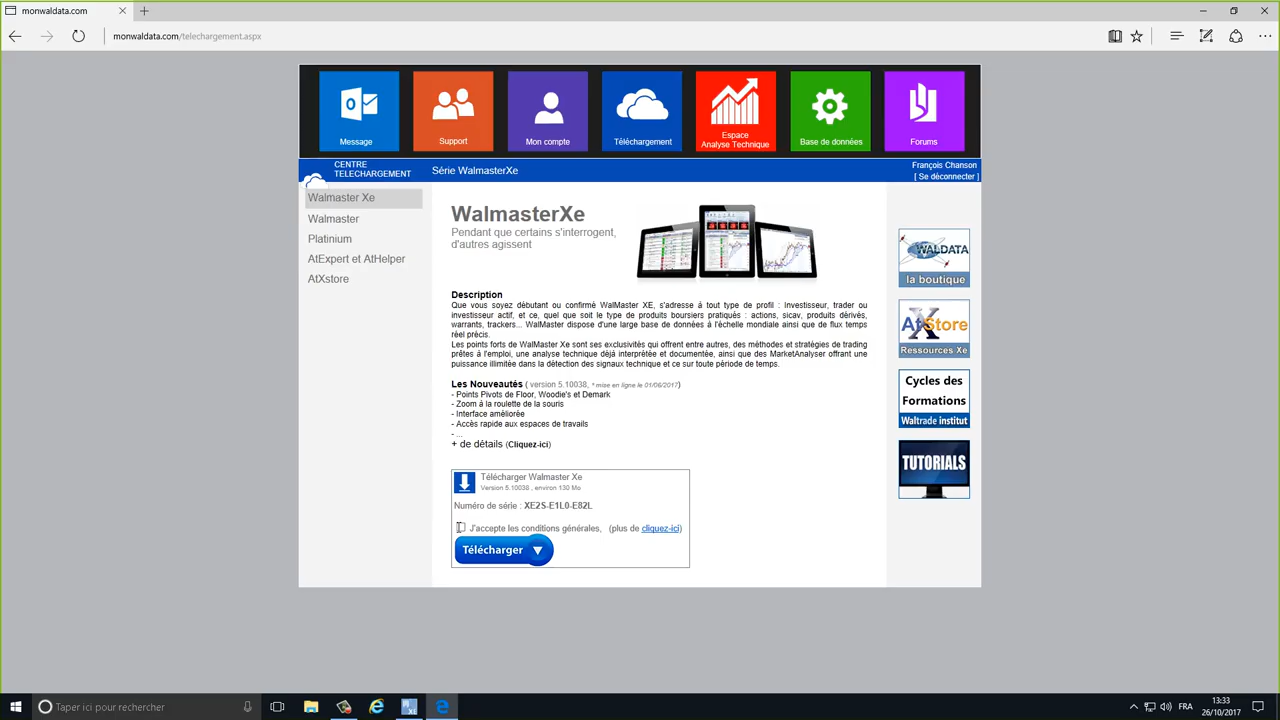 monwaldata.com
monwaldata.com/telechargement.aspx
Message
Support
Mon compte
Téléchargement
Espace
Analyse Technique
Base de données
Forums
CENTRE
TELECHARGEMENT
Série WalmasterXe
François Chanson
[ Se déconnecter ]
Walmaster Xe
Walmaster
Platinium
AtExpert et AtHelper
AtXstore
WalmasterXe
Pendant que certains s'interrogent,
d'autres agissent
Description
Que vous soyez débutant ou confirmé WalMaster XE, s'adresse à tout type de profil : Investisseur, trader ou
investisseur actif, et ce, quel que soit le type de produits boursiers pratiqués : actions, sicav, produits dérivés,
warrants, trackers... WalMaster dispose d'une large base de données à l'échelle mondiale ainsi que de flux temps
réel précis.
Les points forts de WalMaster Xe sont ses exclusivités qui offrent entre autres, des méthodes et stratégies de trading
prêtes à l'emploi, une analyse technique déjà interprétée et documentée, ainsi que des MarketAnalyser offrant une
puissance illimitée dans la détection des signaux technique et ce sur toute période de temps.
Les Nouveautés ( version 5.10038, * mise en ligne le 01/06/2017)
- Points Pivots de Floor, Woodie's et Demark
- Zoom à la roulette de la souris
- Interface améliorée
- Accès rapide aux espaces de travails
- ...
+ de détails (Cliquez-ici)
Télécharger Walmaster Xe
Version 5.10038 , environ 130 Mo
Numéro de série : XE2S-E1L0-E82L
J'accepte les conditions générales, (plus de cliquez-ici)
Télécharger
WALDATA
la boutique
AtXStore
Ressources Xe
Cycles des
Formations
Waltrade institut
TUTORIALS
Taper ici pour rechercher
FRA
13:33
26/10/2017